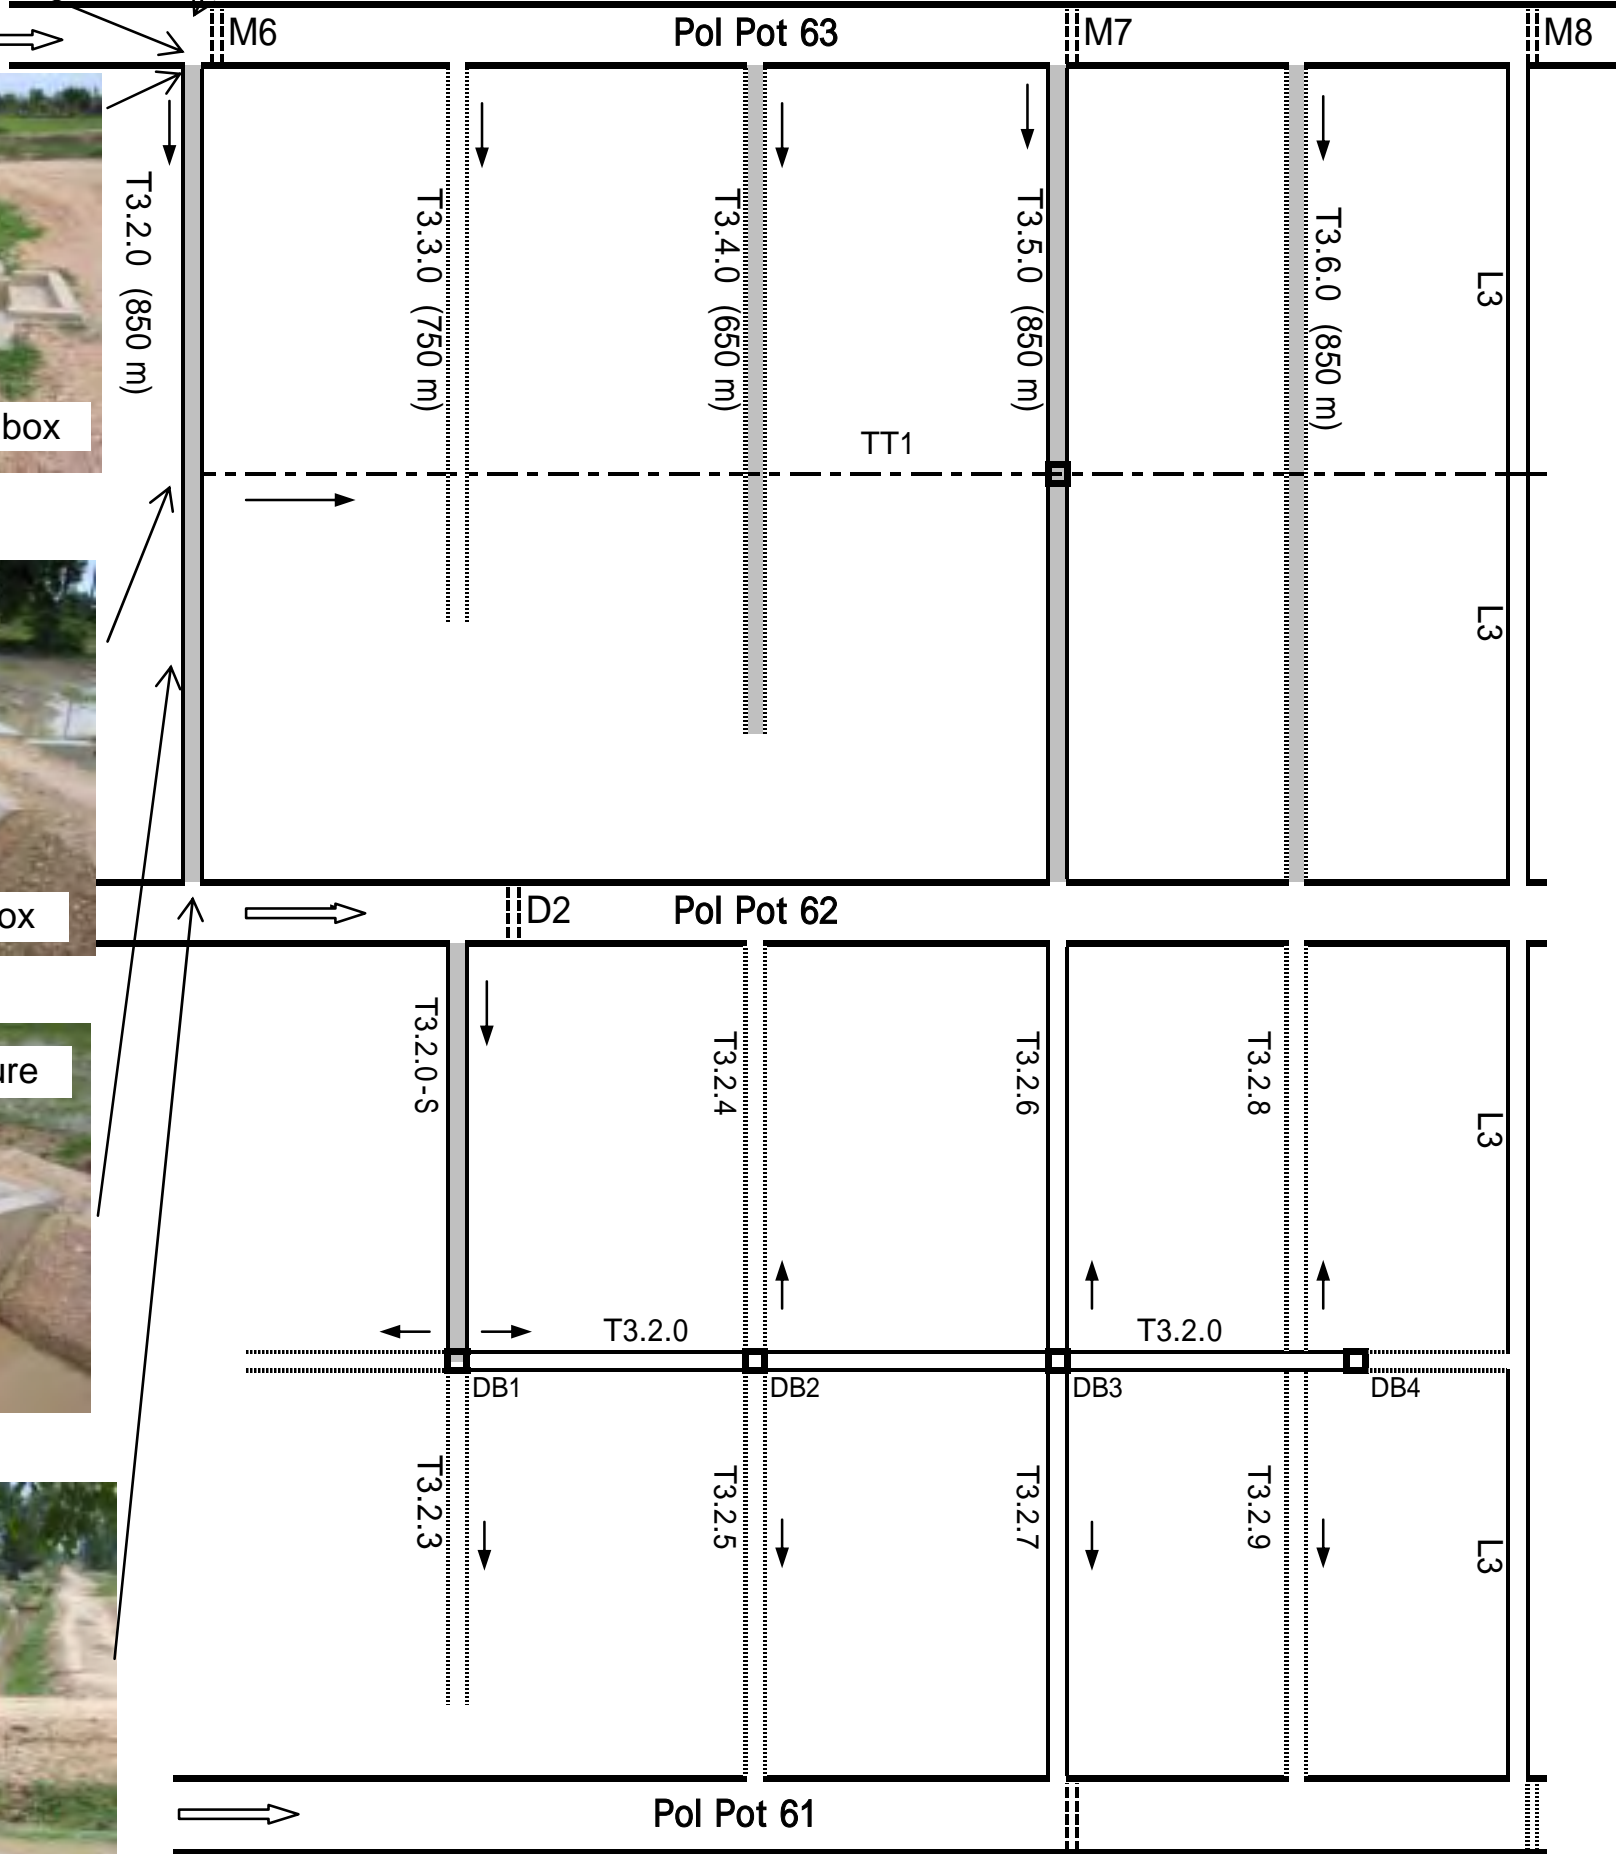 M6
Pol Pot 63
M7
M8
T3.2.0 (850 m)
T3.3.0 (750 m)
T3.4.0 (650 m)
T3.5.0 (850 m)
T3.6.0 (850 m)
L3
box
TT1
L3
ox
D2
Pol Pot 62
T3.2.0-S
T3.2.4
T3.2.6
T3.2.8
L3
ure
T3.2.0
T3.2.0
DB1
DB2
DB3
DB4
T3.2.3
T3.2.5
T3.2.7
T3.2.9
L3
Pol Pot 61